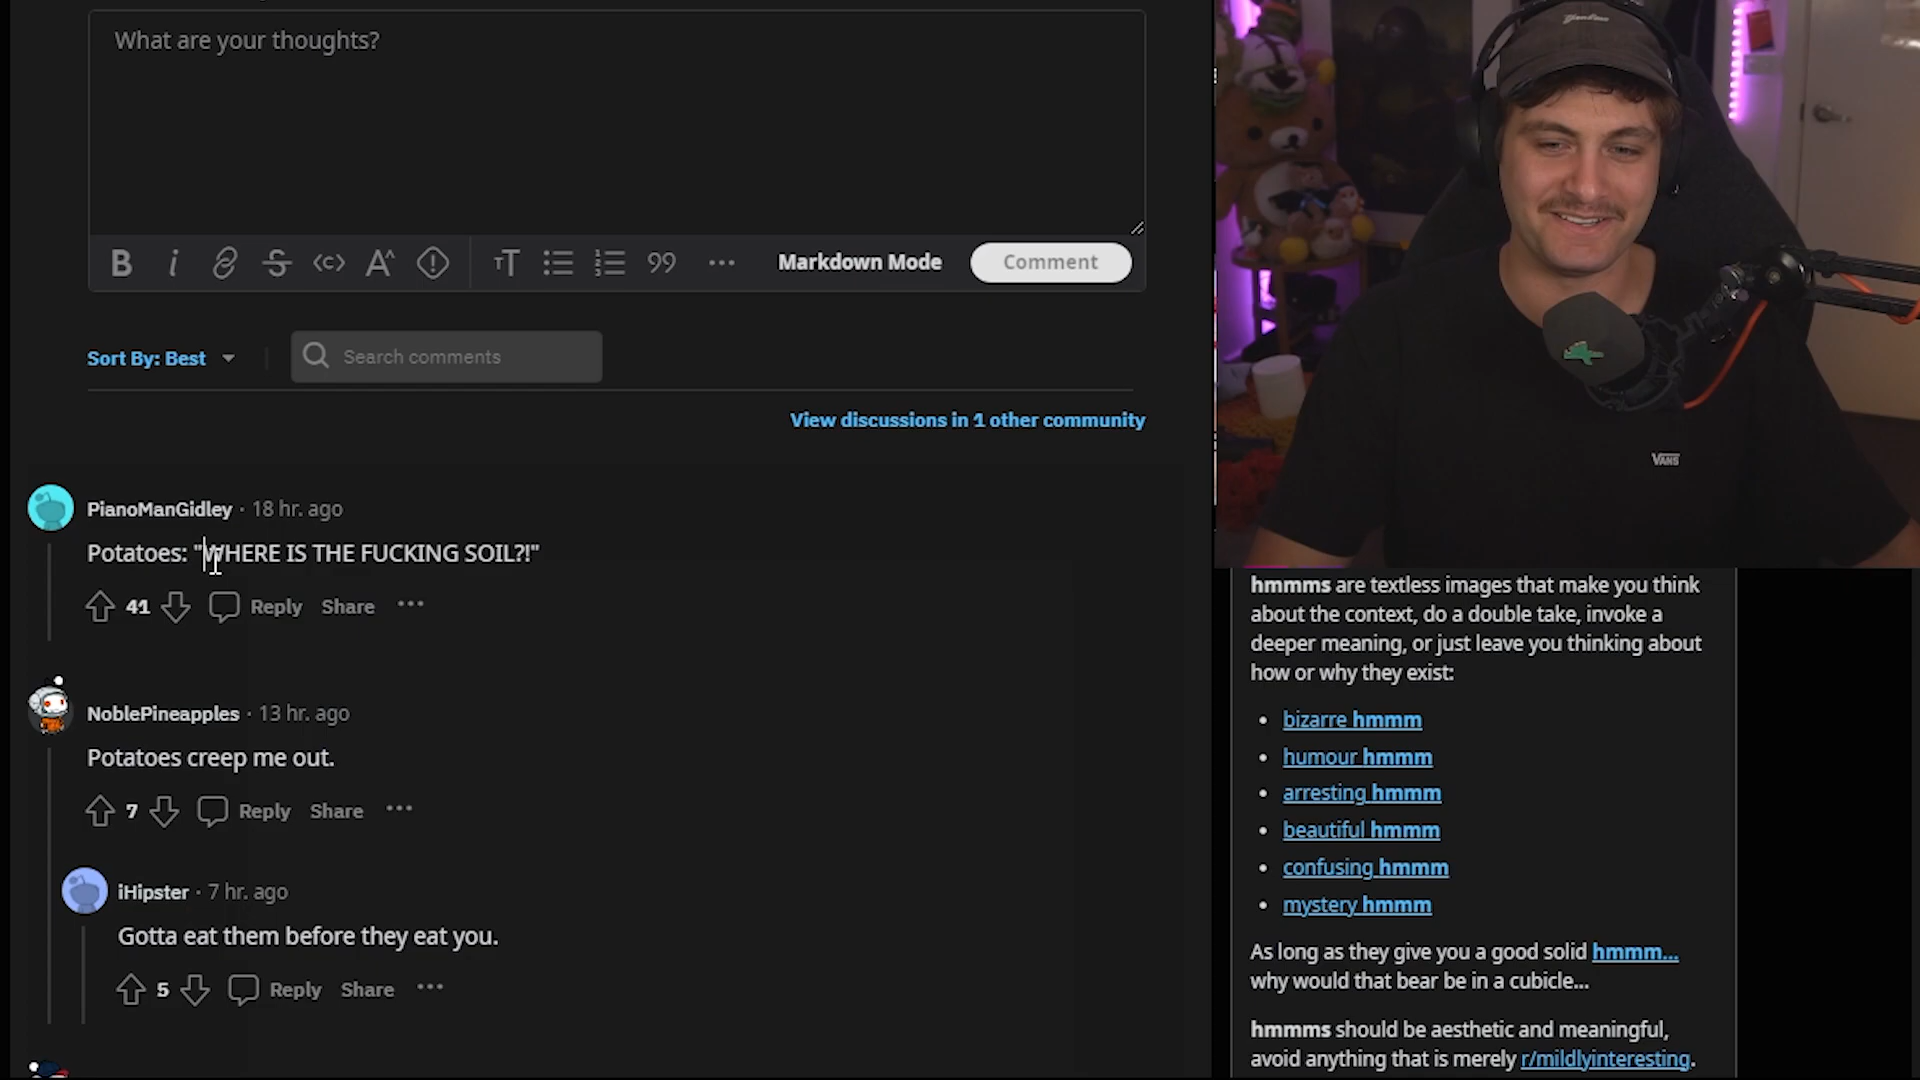 What are your thoughts?
Markdown Mode
Comment
Sort By: Best
Search comments
View discussions in 1 other community
PianoManGidley · 18 hr. ago
Potatoes: "WHERE IS THE FUCKING SOIL?!"
41 Reply Share
NoblePineapples · 13 hr. ago
Potatoes creep me out.
7 Reply Share
iHipster · 7 hr. ago
Gotta eat them before they eat you.
5 Reply Share
VANS
hmmms are textless images that make you think
about the context, do a double take, invoke a
deeper meaning, or just leave you thinking about
how or why they exist:
bizarre hmmm
humour hmmm
arresting hmmm
beautiful hmmm
confusing hmmm
mystery hmmm
As long as they give you a good solid hmmm...
why would that bear be in a cubicle...
hmmms should be aesthetic and meaningful,
avoid anything that is merely r/mildlyinteresting.